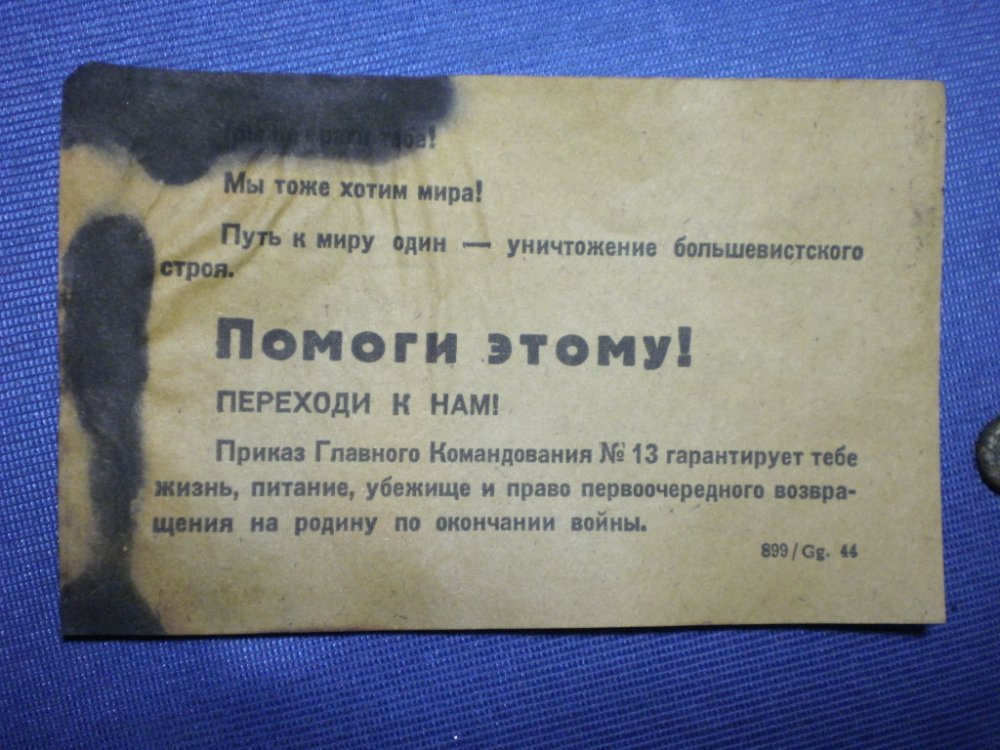 тебе!
Мы тоже хотим мира!
Путь к миру один — уничтожение большевистского
строя.
Помоги этому!
ПЕРЕХОДИ К НАМ!
Приказ Главного Командования № 13 гарантирует тебе
жизнь, питание, убежище и право первоочередного возвра-
щения на родину по окончании войны.
899/Gg. 44